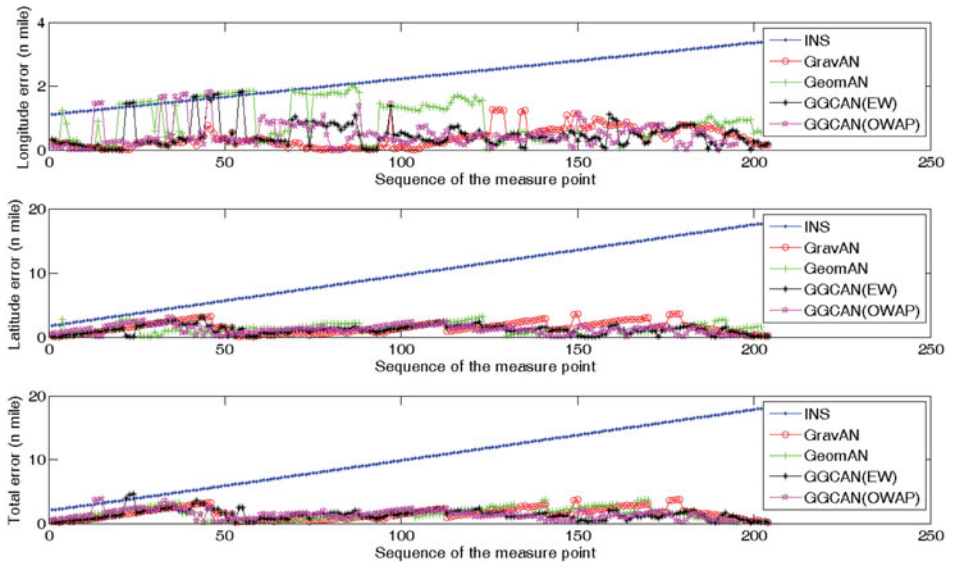 Longitude error (n mile)
4
2
0
0
50
100
150
200
250
Sequence of the measure point
INS
GravAN
GeomAN
GGCAN(EW)
GGCAN(OWAP)
Latitude error (n mile)
20
10
0
0
50
100
150
200
250
Sequence of the measure point
INS
GravAN
GeomAN
GGCAN(EW)
GGCAN(OWAP)
Total error (n mile)
20
10
0
0
50
100
150
200
250
Sequence of the measure point
INS
GravAN
GeomAN
GGCAN(EW)
GGCAN(OWAP)